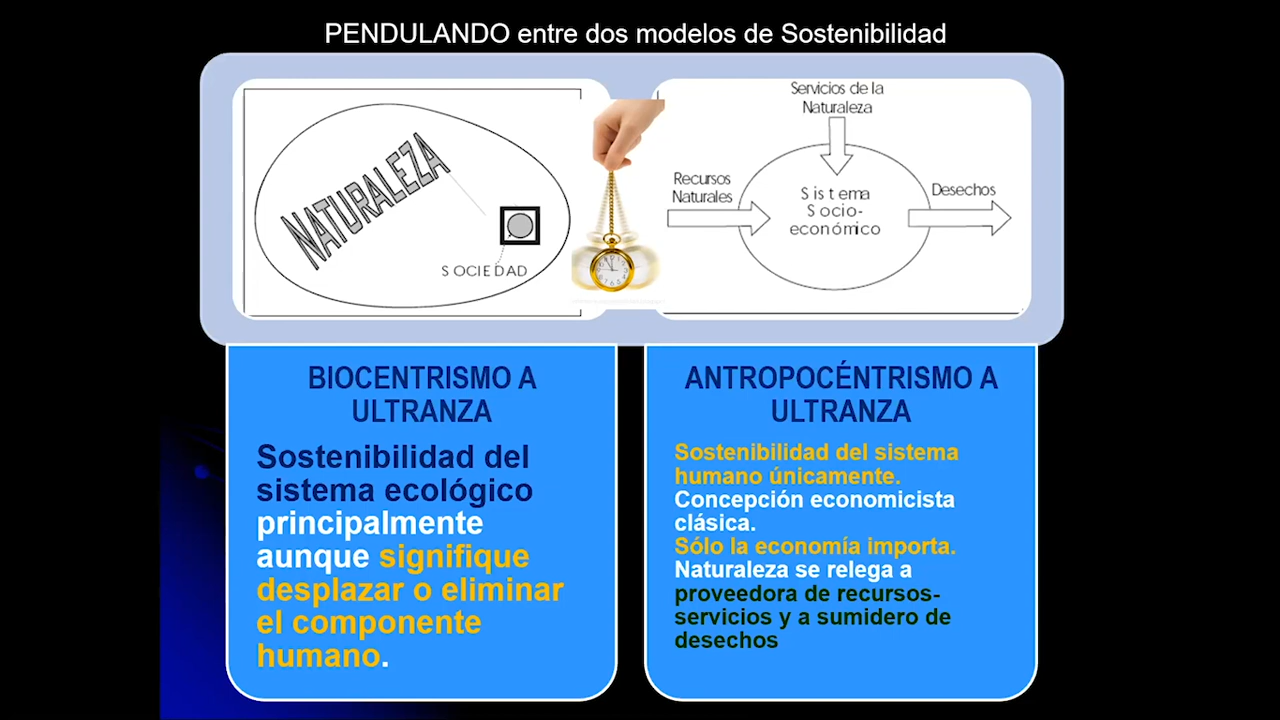 PENDULANDO entre dos modelos de Sostenibilidad
NATURALEZA
SOCIEDAD
Servicios de la
Naturaleza
Recursos
Naturales
Sistema
Socio-
económico
Desechos
BIOCENTRISMO A
ULTRANZA
Sostenibilidad del
sistema ecológico
principalmente
aunque signifique
desplazar o eliminar
el componente
humano.
ANTROPOCÉNTRISMO A
ULTRANZA
Sostenibilidad del sistema
humano únicamente.
Concepción economicista
clásica.
Sólo la economía importa.
Naturaleza se relega a
proveedora de recursos-
servicios y a sumidero de
desechos